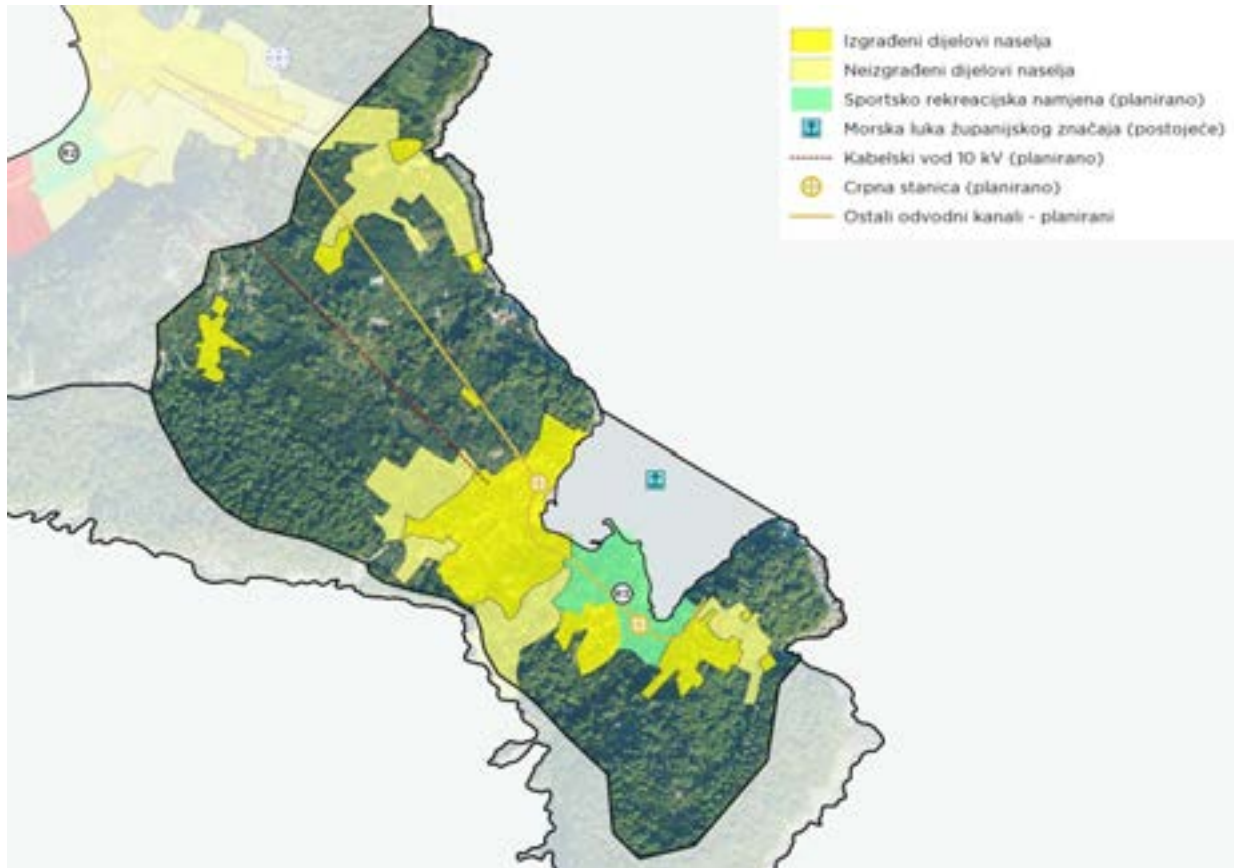 Izgrađeni dijelovi naselja
Neizgrađeni dijelovi naselja
Sportsko rekreacijska namjena (planirano)
Morska luka županijskog značaja (postojeće)
Kabelski vod 10 kV (planirano)
Crpna stanica (planirano)
Ostali odvodni kanali - planirani